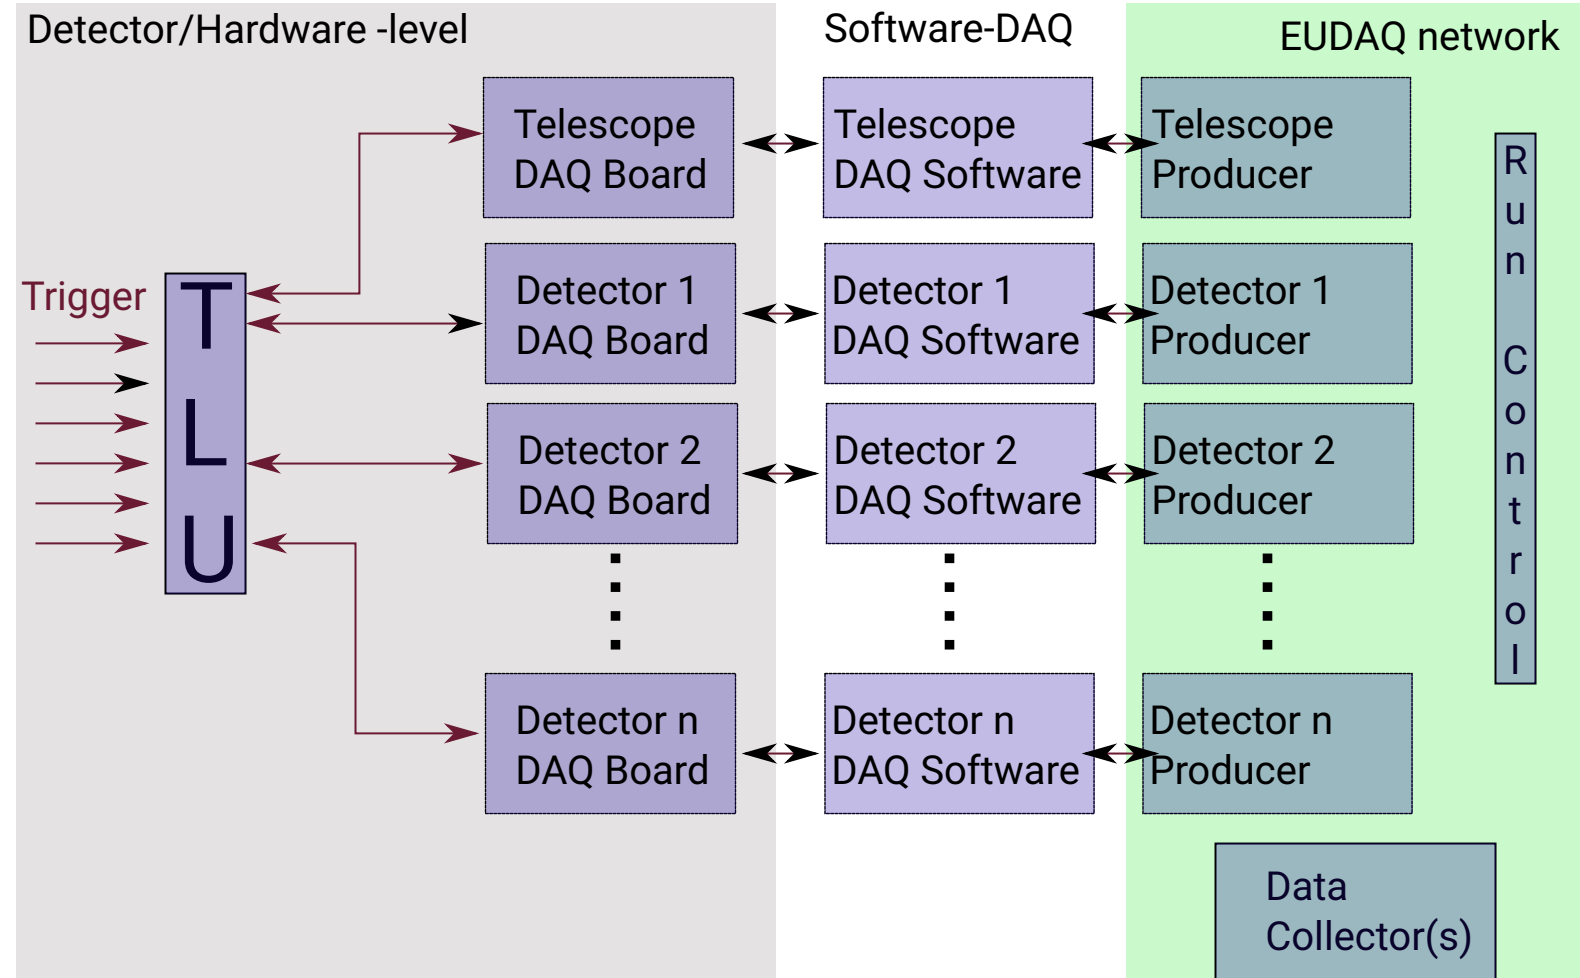 Detector/Hardware -level
Software-DAQ
EUDAQ network
Telescope
DAQ Board
Telescope
DAQ Software
Telescope
Producer
Trigger
T
L
U
Detector 1
DAQ Board
Detector 1
DAQ Software
Detector 1
Producer
Detector 2
DAQ Board
Detector 2
DAQ Software
Detector 2
Producer
Detector n
DAQ Board
Detector n
DAQ Software
Detector n
Producer
R
u
n
C
o
n
t
r
o
l
Data
Collector(s)